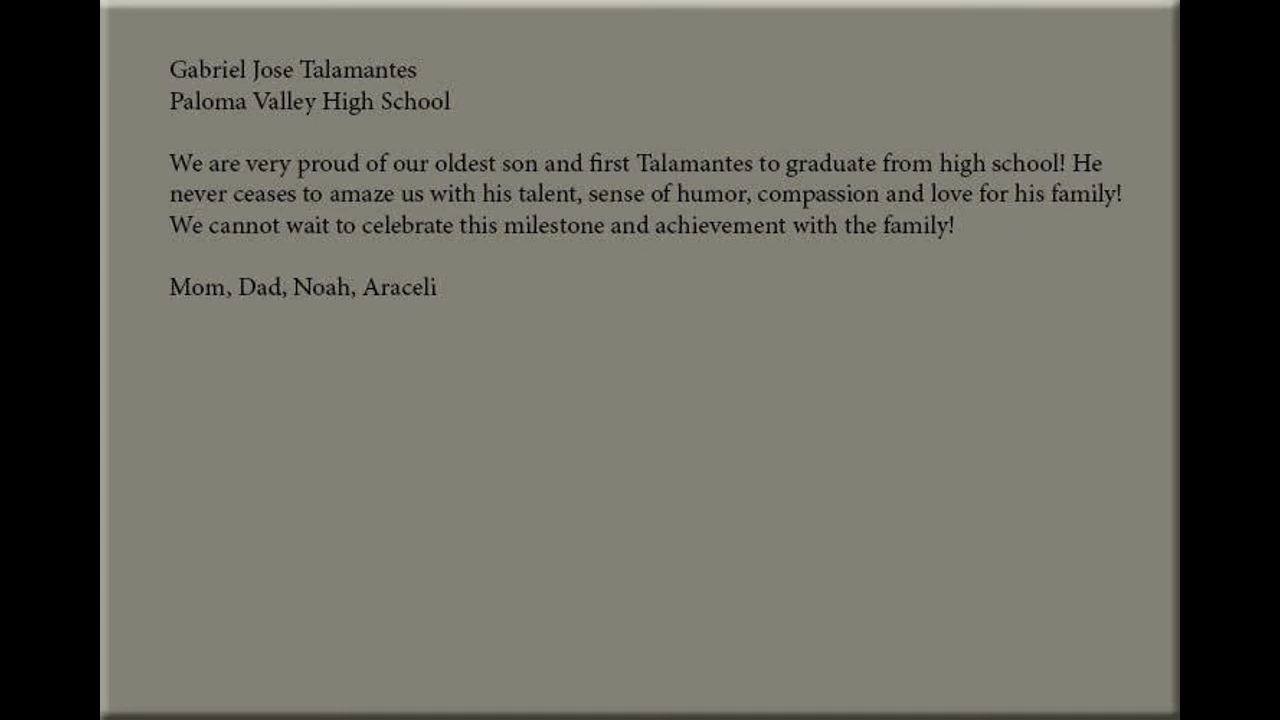 Gabriel Jose Talamantes
Paloma Valley High School
We are very proud of our oldest son and first Talamantes to graduate from high school! He
never ceases to amaze us with his talent, sense of humor, compassion and love for his family!
We cannot wait to celebrate this milestone and achievement with the family!
Mom, Dad, Noah, Araceli